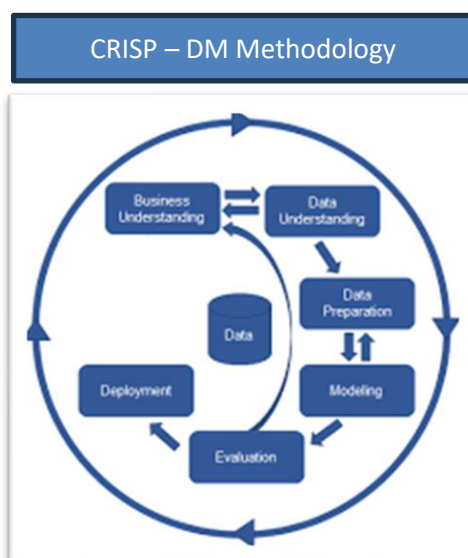 CRISP – DM Methodology
Business
Understanding
Data
Understanding
Data
Preparation
Data
Deployment
Modeling
Evaluation